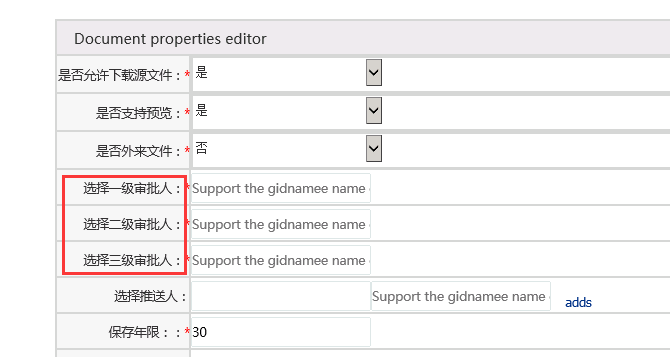 Document properties editor
是否允许下载源文件：* 是
是否支持预览：* 是
是否外来文件：* 否
选择一级审批人：* Support the gidnamee name
选择二级审批人：* Support the gidnamee name
选择三级审批人：* Support the gidnamee name
选择推送人： Support the gidnamee name adds
保存年限：：* 30